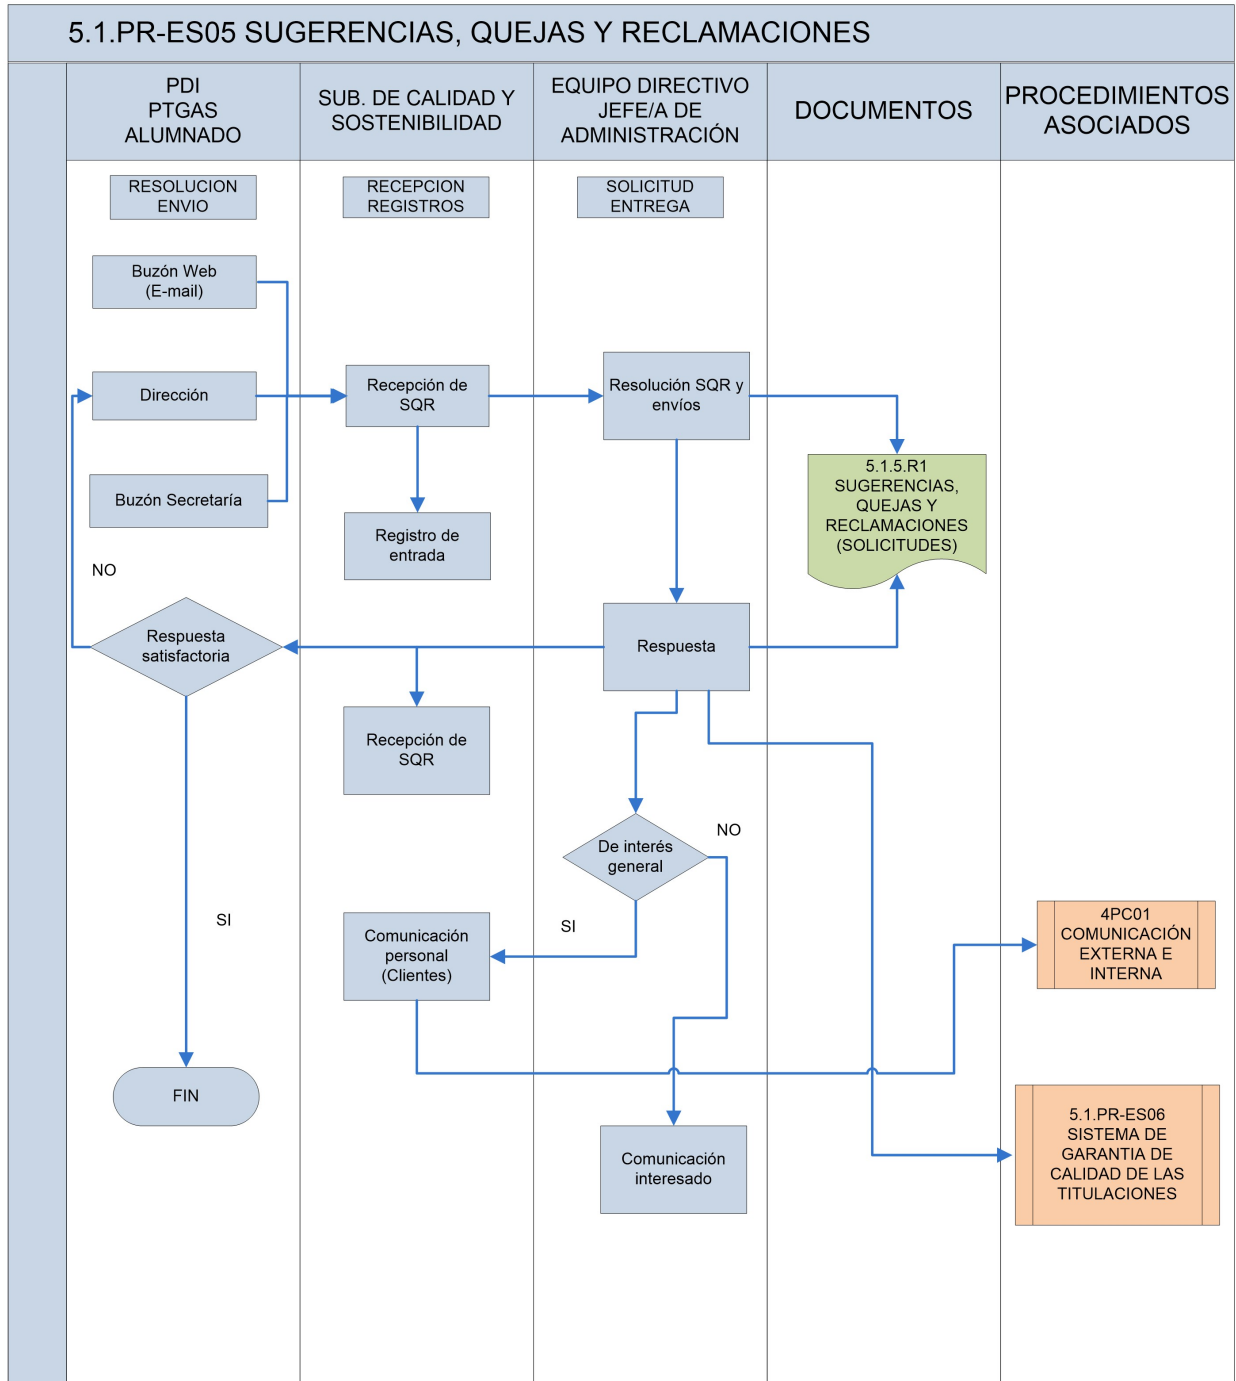 5.1.PR-ES05 SUGERENCIAS, QUEJAS Y RECLAMACIONES
PDI
PTGAS
ALUMNADO
SUB. DE CALIDAD Y
SOSTENIBILIDAD
EQUIPO DIRECTIVO
JEFE/A DE
ADMINISTRACIÓN
DOCUMENTOS
PROCEDIMIENTOS
ASOCIADOS
RESOLUCION
ENVIO
RECEPCION
REGISTROS
SOLICITUD
ENTREGA
Buzón Web
(E-mail)
Dirección
Recepción de
SQR
Resolución SQR y
envíos
5.1.5.R1
SUGERENCIAS,
QUEJAS Y
RECLAMACIONES
(SOLICITUDES)
Buzón Secretaría
Registro de
entrada
NO
Respuesta
satisfactoria
Respuesta
Recepción de
SQR
De interés
general
NO
SI
SI
Comunicación
personal
(Clientes)
4PC01
COMUNICACIÓN
EXTERNA E
INTERNA
FIN
Comunicación
interesado
5.1.PR-ES06
SISTEMA DE
GARANTIA DE
CALIDAD DE LAS
TITULACIONES